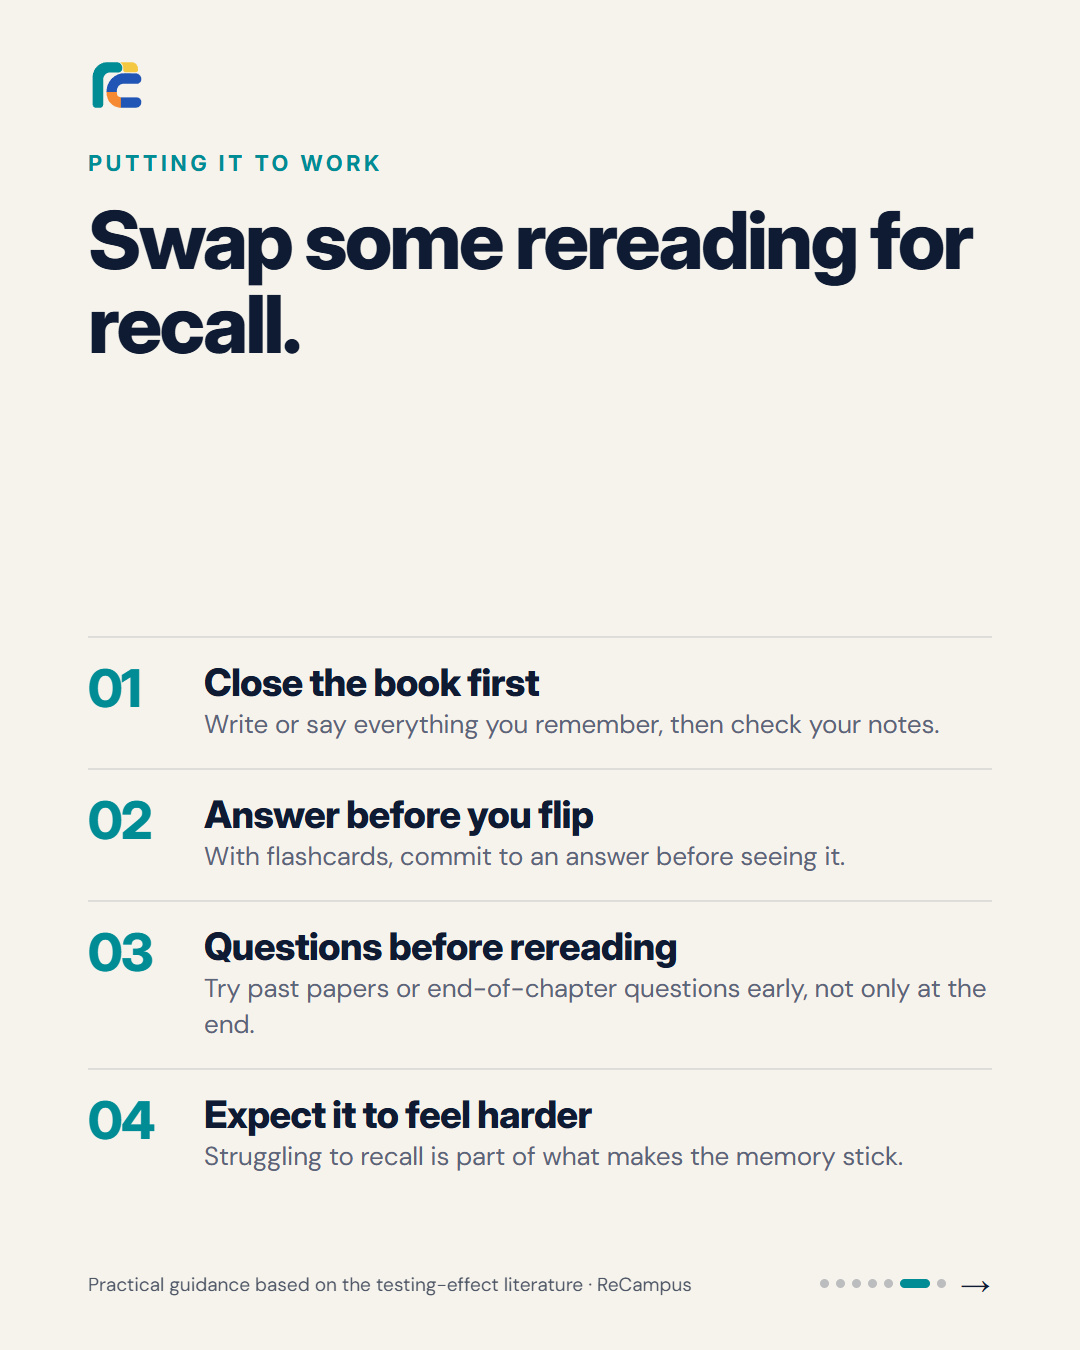 rc
PUTTING IT TO WORK
Swap some rereading for
recall.
01
Close the book first
Write or say everything you remember, then check your notes.
02
Answer before you flip
With flashcards, commit to an answer before seeing it.
03
Questions before rereading
Try past papers or end-of-chapter questions early, not only at the
end.
04
Expect it to feel harder
Struggling to recall is part of what makes the memory stick.
Practical guidance based on the testing-effect literature · ReCampus
→